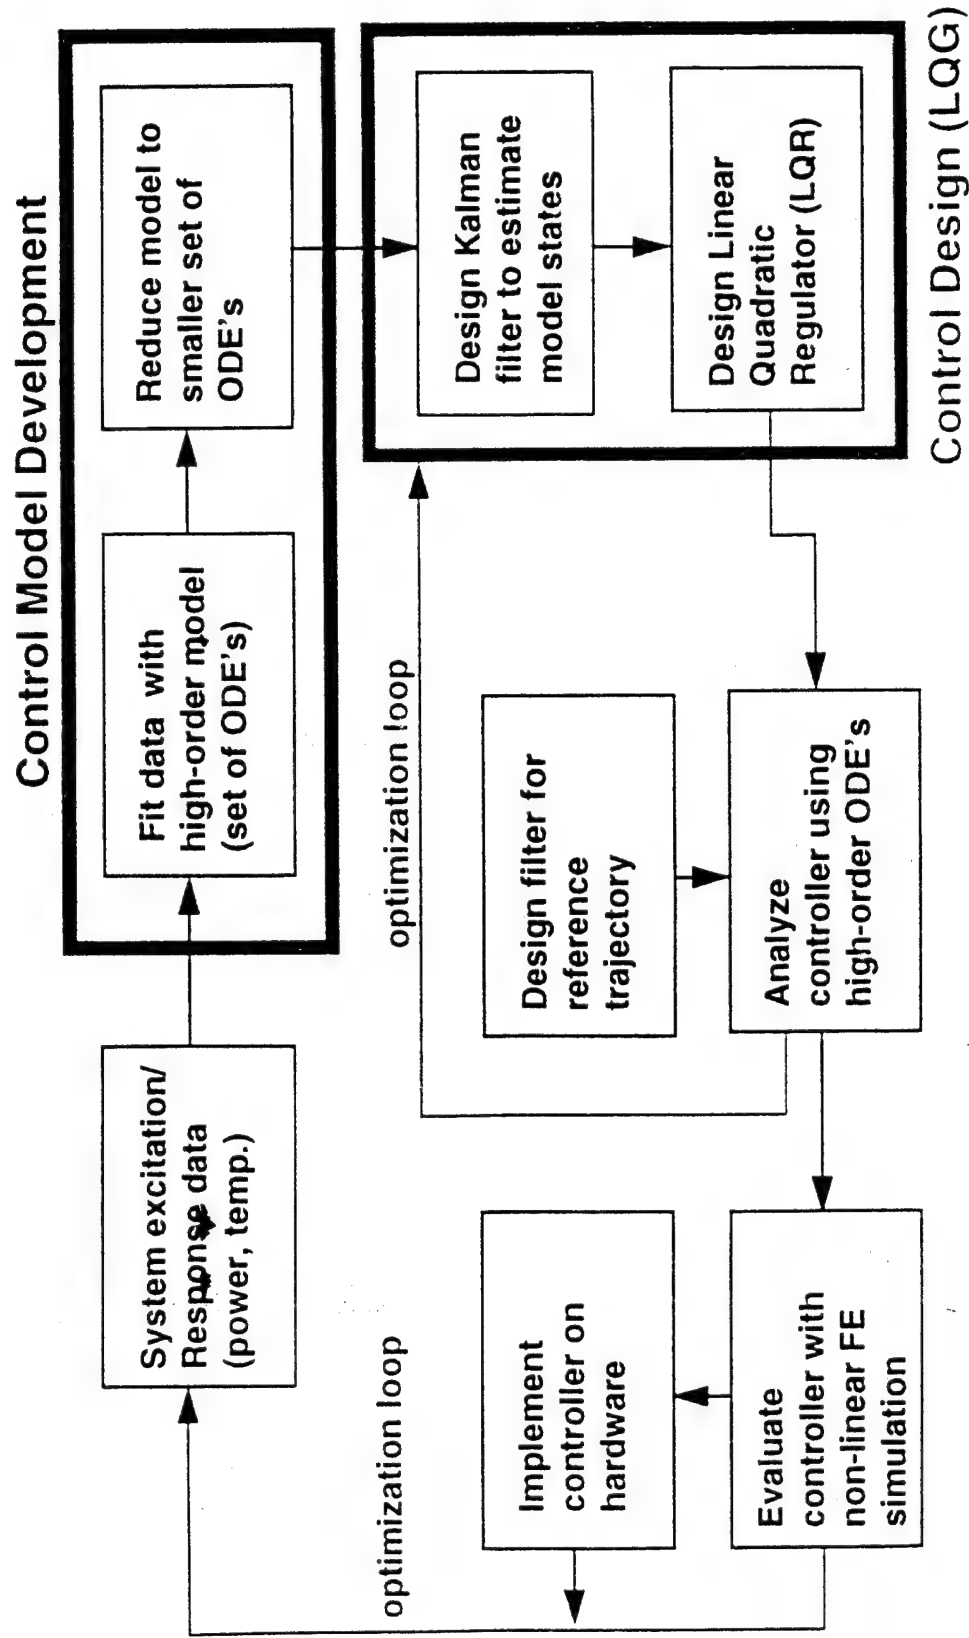 Control Model Development
System excitation/
Response data
(power, temp.)
Fit data with
high-order model
(set of ODE's)
Reduce model to
smaller set of
ODE's
optimization loop
optimization loop
Design Kalman
filter to estimate
model states
Design Linear
Quadratic
Regulator (LQR)
Control Design (LQG)
Implement
controller on
hardware
Design filter for
reference
trajectory
Evaluate
controller with
non-linear FE
simulation
Analyze
controller using
high-order ODE's